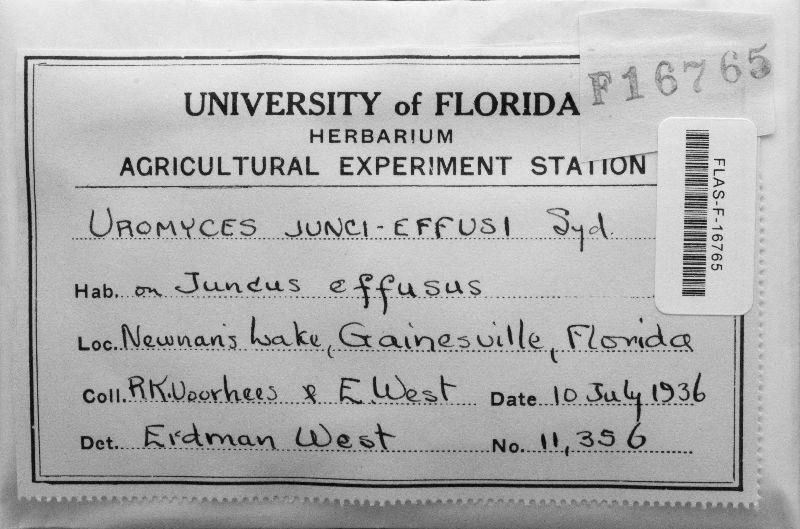 F16765
UNIVERSITY of FLORIDA
HERBARIUM
AGRICULTURAL EXPERIMENT STATION
FLAS-F-16765
UROMYCES JUNCI-EFFUSI Syd.
Hab. on Juncus effusus
Loc. Newnan's Lake, Gainesville, Florida
Coll. R.K. Voorhees & E. West Date 10 July 1936
Det. Erdman West No. 11,356